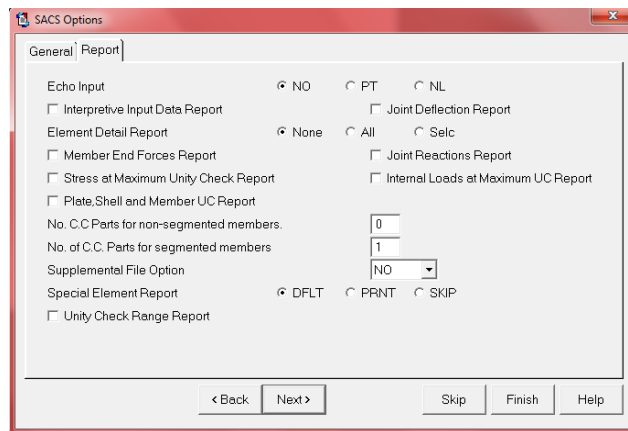 SACS Options
General Report
Echo Input NO PT NL
Interpretive Input Data Report Joint Deflection Report
Element Detail Report None All Selc
Member End Forces Report Joint Reactions Report
Stress at Maximum Unity Check Report Internal Loads at Maximum UC Report
Plate,Shell and Member UC Report
No. C.C Parts for non-segmented members. 0
No. of C.C. Parts for segmented members 1
Supplemental File Option NO
Special Element Report DFLT PRNT SKIP
Unity Check Range Report
< Back Next > Skip Finish Help